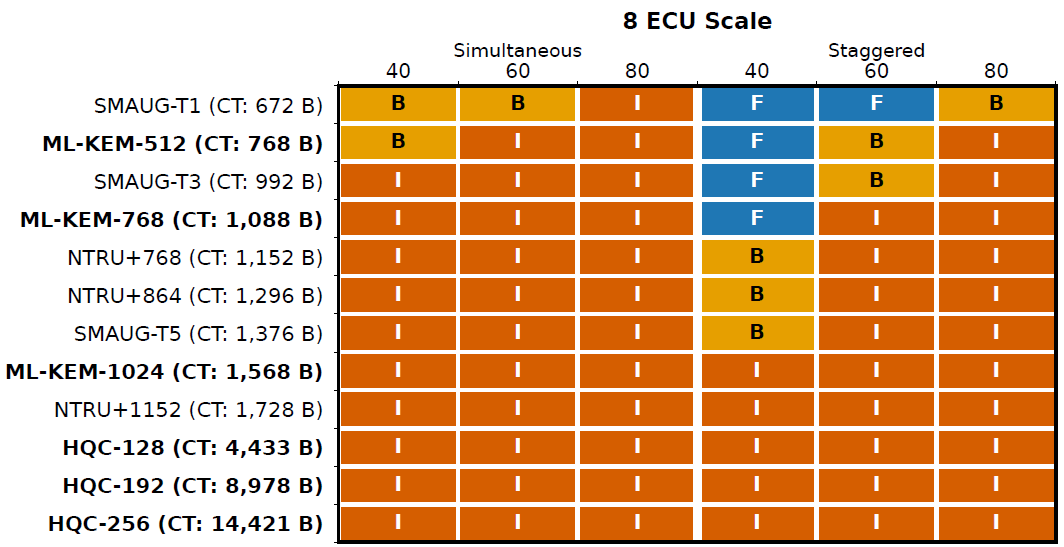 8 ECU Scale
Simultaneous Staggered
40 60 80 40 60 80
SMAUG-T1 (CT: 672 B) B B I F F B
ML-KEM-512 (CT: 768 B) B I I F B I
SMAUG-T3 (CT: 992 B) I I I F B I
ML-KEM-768 (CT: 1,088 B) I I I F I I
NTRU+768 (CT: 1,152 B) I I I B I I
NTRU+864 (CT: 1,296 B) I I I B I I
SMAUG-T5 (CT: 1,376 B) I I I B I I
ML-KEM-1024 (CT: 1,568 B) I I I I I I
NTRU+1152 (CT: 1,728 B) I I I I I I
HQC-128 (CT: 4,433 B) I I I I I I
HQC-192 (CT: 8,978 B) I I I I I I
HQC-256 (CT: 14,421 B) I I I I I I